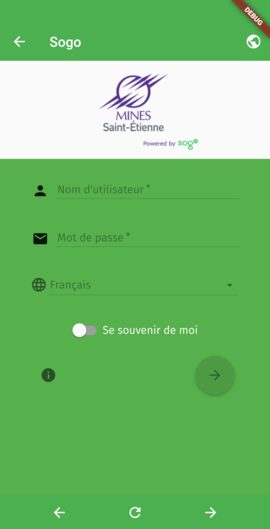 DEBUG
Sogo
MINES
Saint-Étienne
Powered by sogo
Nom d'utilisateur *
Mot de passe *
Français
Se souvenir de moi